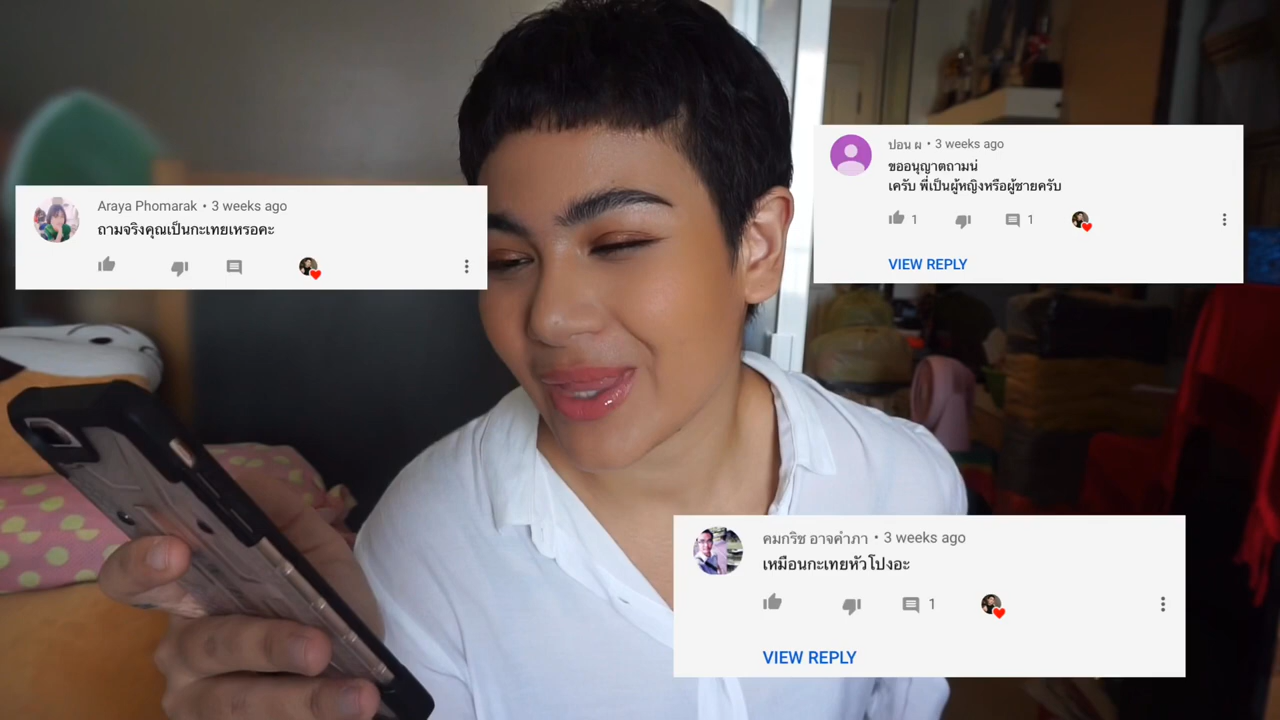 Araya Phomarak • 3 weeks ago
ถามจริงคุณเป็นกะเทยเหรอคะ
ปอน ผ • 3 weeks ago
ขออนุญาตถามน่
เครับ พี่เป็นผู้หญิงหรือผู้ชายครับ
1
1
VIEW REPLY
คมกริช อาจคำภา • 3 weeks ago
เหมือนกะเทยหัวโปงอะ
1
VIEW REPLY